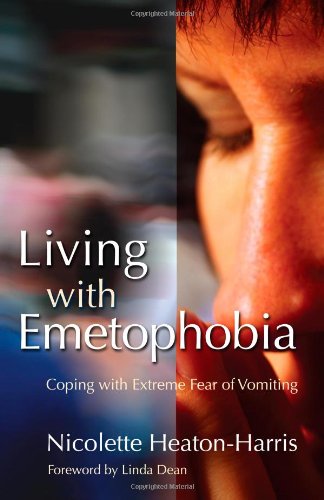 Living
with
Emetophobia
Coping with Extreme Fear of Vomiting
Nicolette Heaton-Harris
Foreword by Linda Dean